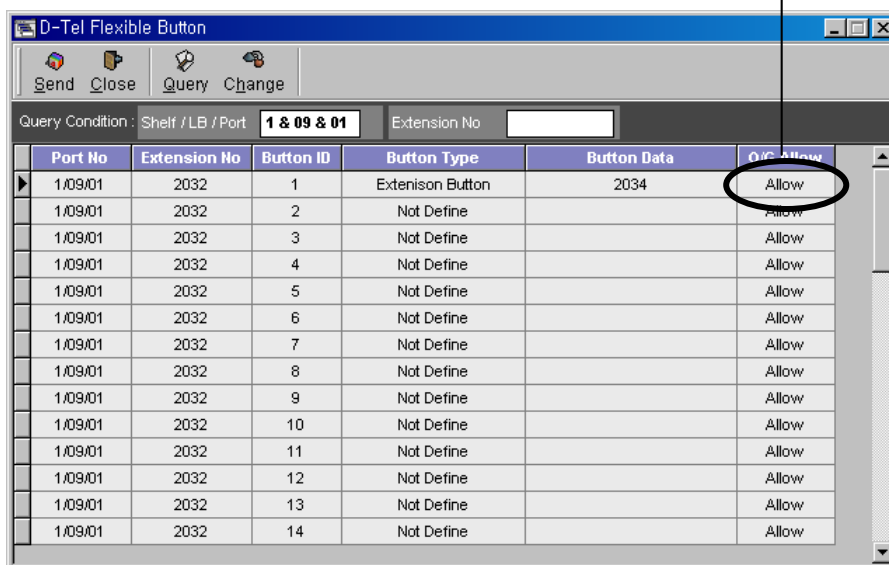 D-Tel Flexible Button
Send Close Query Change
Query Condition : Shelf / LB / Port 1 & 09 & 01 Extension No
Port No Extension No Button ID Button Type Button Data O/G Allow
1/09/01 2032 1 Extenison Button 2034 Allow
1/09/01 2032 2 Not Define Allow
1/09/01 2032 3 Not Define Allow
1/09/01 2032 4 Not Define Allow
1/09/01 2032 5 Not Define Allow
1/09/01 2032 6 Not Define Allow
1/09/01 2032 7 Not Define Allow
1/09/01 2032 8 Not Define Allow
1/09/01 2032 9 Not Define Allow
1/09/01 2032 10 Not Define Allow
1/09/01 2032 11 Not Define Allow
1/09/01 2032 12 Not Define Allow
1/09/01 2032 13 Not Define Allow
1/09/01 2032 14 Not Define Allow